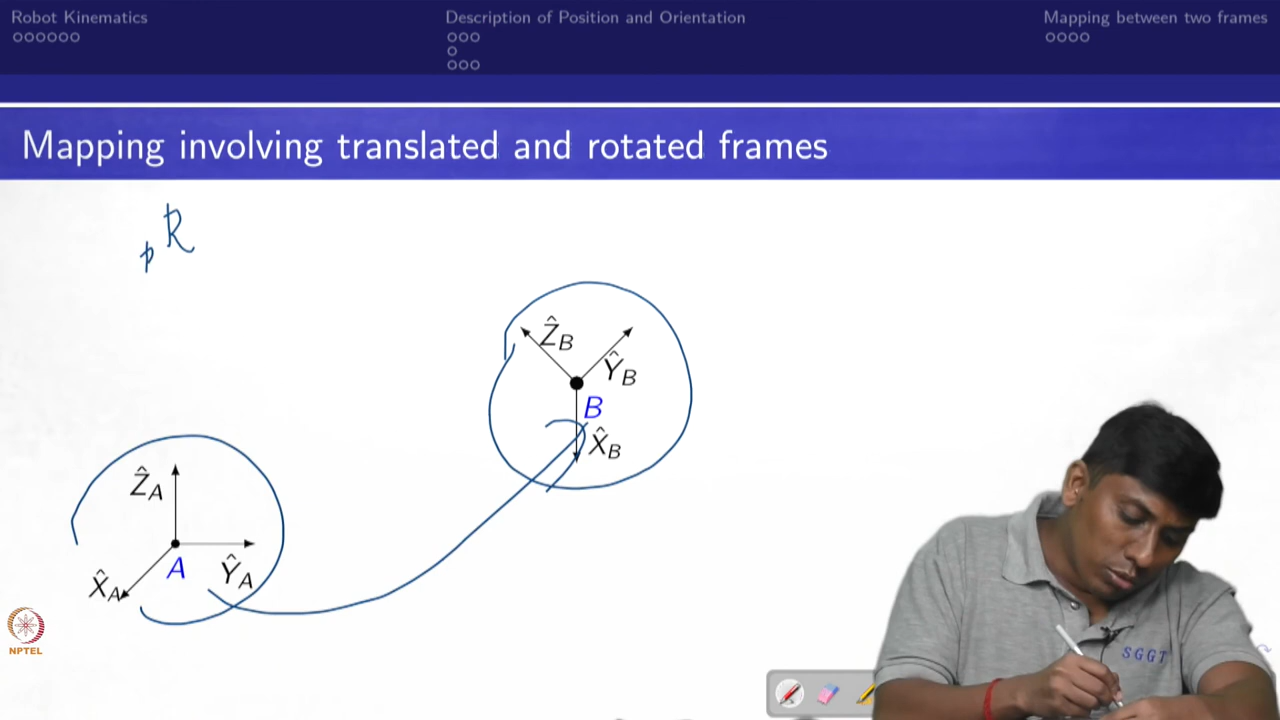 Robot Kinematics
Description of Position and Orientation
Mapping between two frames
Mapping involving translated and rotated frames
R
Ẑ_B
Ŷ_B
B
X̂_B
Ẑ_A
A
Ŷ_A
X̂_A
NPTEL
SGGT